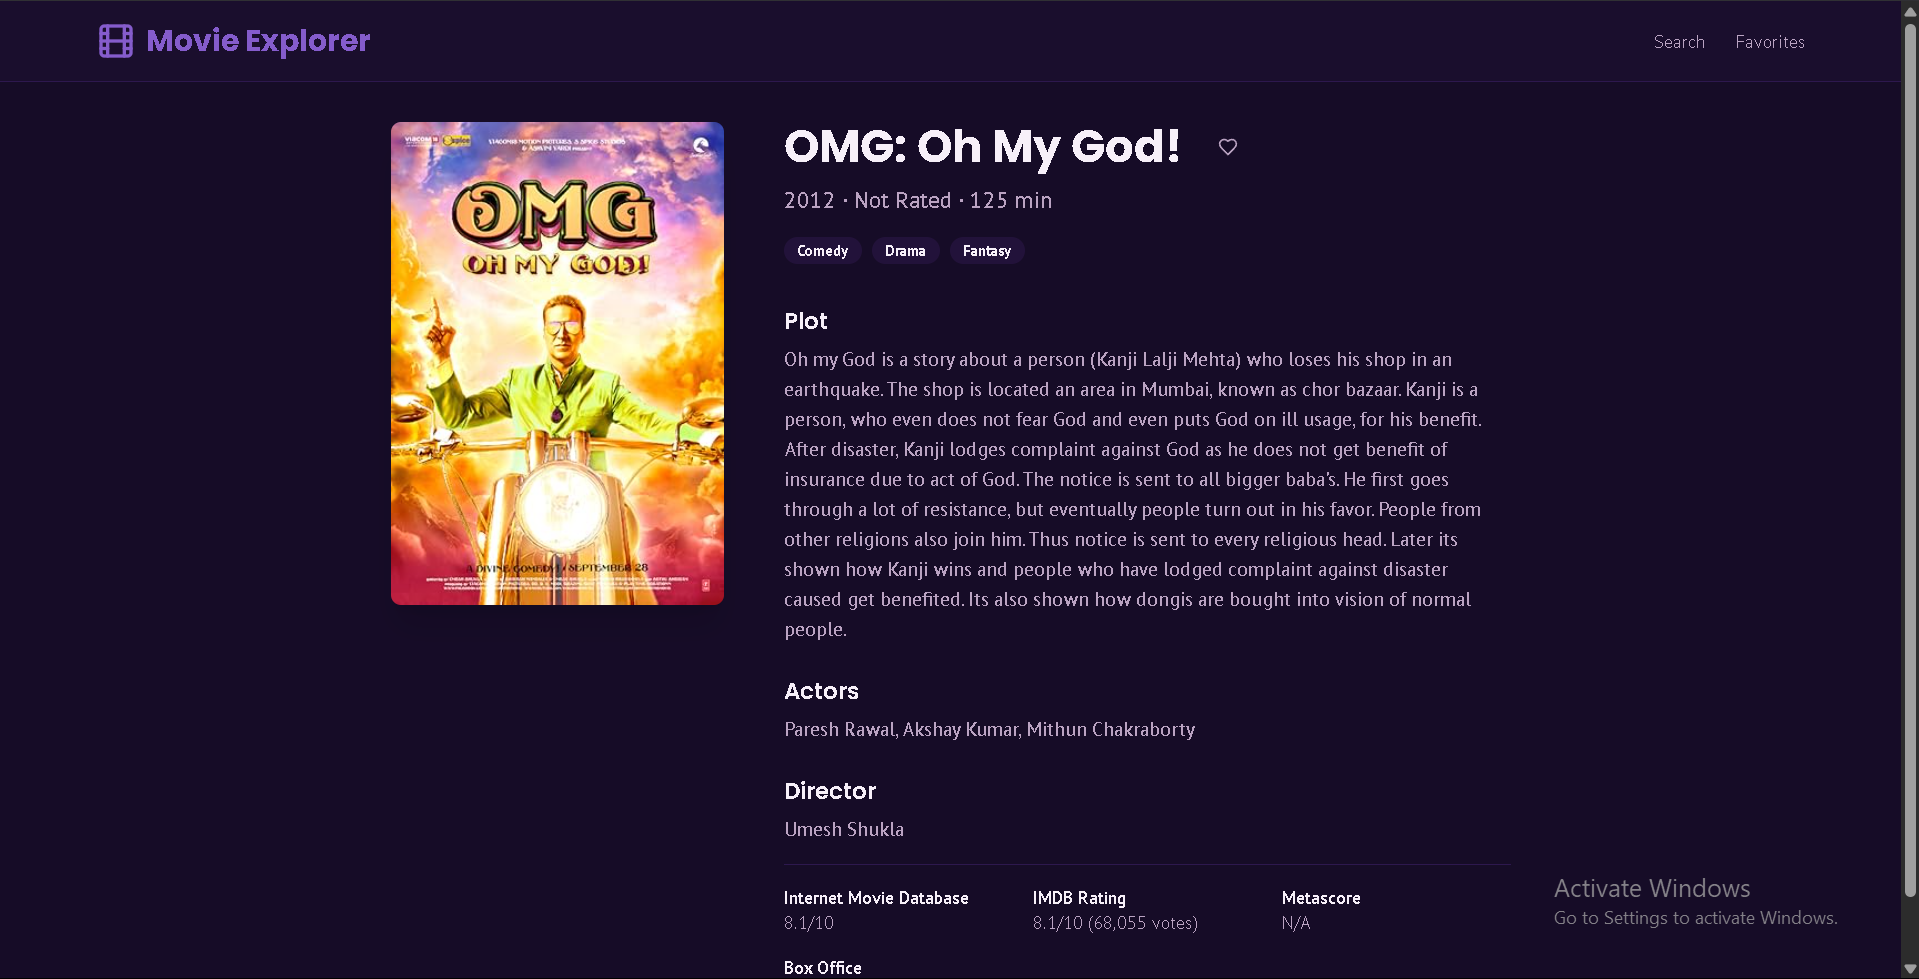 Movie Explorer
Search
Favorites
OMG
OH MY GOD!
A DIVINE COMEDY! • SEPTEMBER 28
OMG: Oh My God!
2012 · Not Rated · 125 min
Comedy
Drama
Fantasy
Plot
Oh my God is a story about a person (Kanji Lalji Mehta) who loses his shop in an
earthquake. The shop is located an area in Mumbai, known as chor bazaar. Kanji is a
person, who even does not fear God and even puts God on ill usage, for his benefit.
After disaster, Kanji lodges complaint against God as he does not get benefit of
insurance due to act of God. The notice is sent to all bigger baba's. He first goes
through a lot of resistance, but eventually people turn out in his favor. People from
other religions also join him. Thus notice is sent to every religious head. Later its
shown how Kanji wins and people who have lodged complaint against disaster
caused get benefited. Its also shown how dongis are bought into vision of normal
people.
Actors
Paresh Rawal, Akshay Kumar, Mithun Chakraborty
Director
Umesh Shukla
Internet Movie Database
8.1/10
IMDB Rating
8.1/10 (68,055 votes)
Metascore
N/A
Box Office
Activate Windows
Go to Settings to activate Windows.